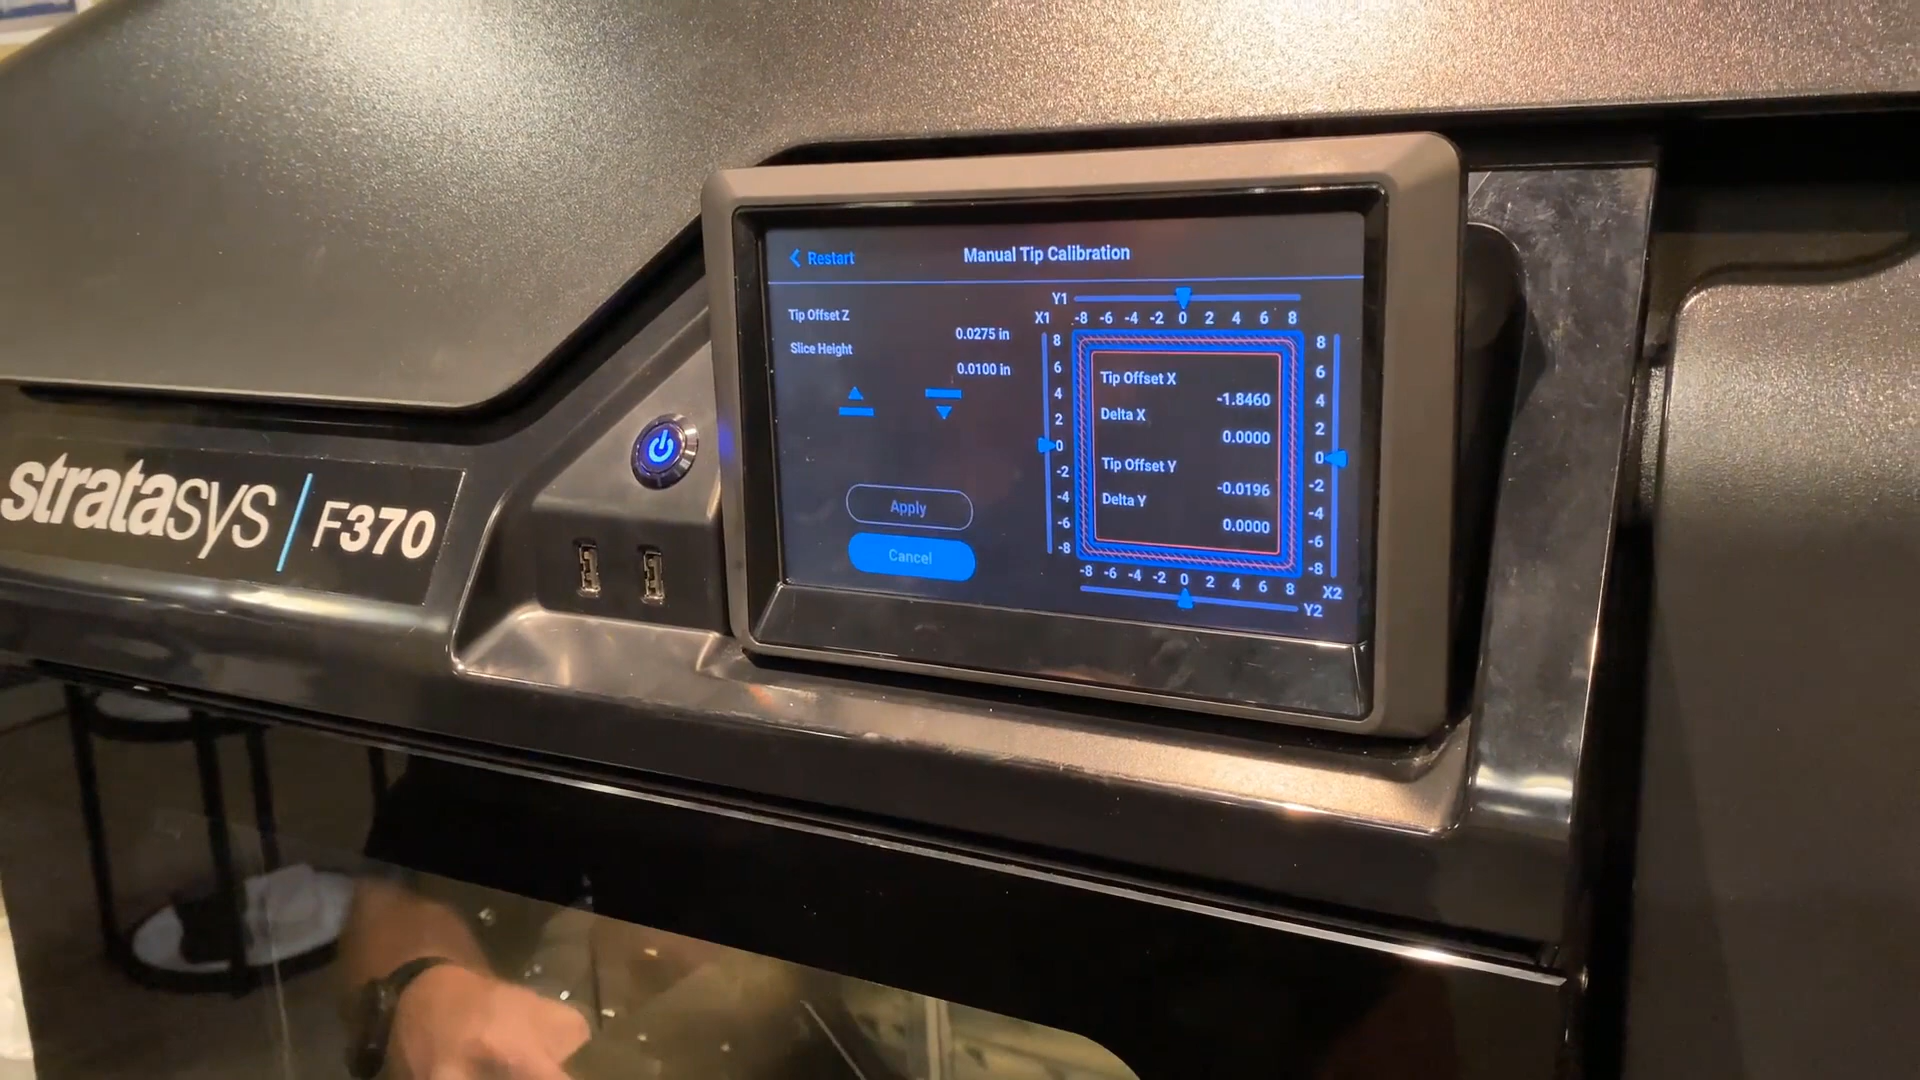 Restart
Manual Tip Calibration
Tip Offset Z
0.0275 in
Slice Height
0.0100 in
Apply
Cancel
Y1
X1
-8 -6 -4 -2 0 2 4 6 8
8
6
4
2
0
-2
-4
-6
-8
Tip Offset X
-1.8460
Delta X
0.0000
Tip Offset Y
-0.0196
Delta Y
0.0000
8
6
4
2
0
-2
-4
-6
-8
-8 -6 -4 -2 0 2 4 6 8
X2
Y2
stratasys / F370